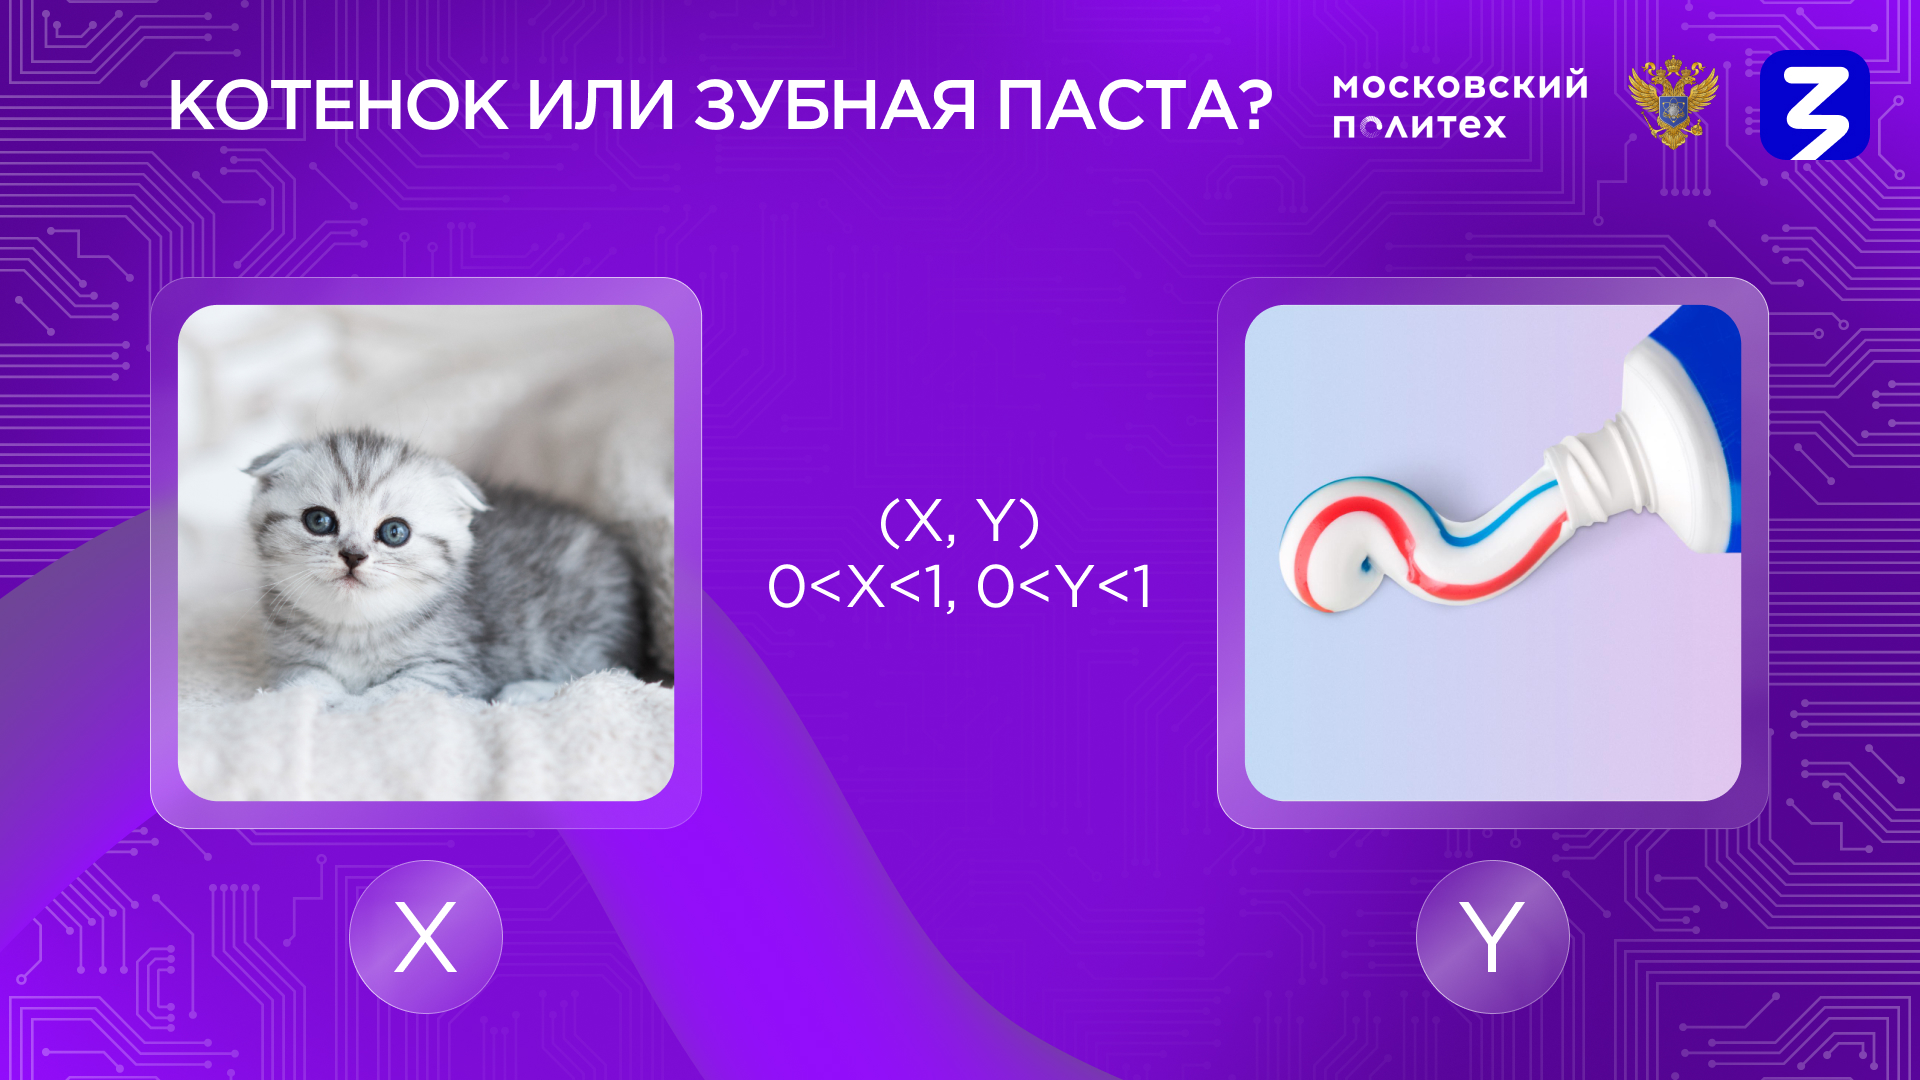 КОТЕНОК ИЛИ ЗУБНАЯ ПАСТА?
МОСКОВСКИЙ
ПОЛИТЕХ
(X, Y)
0<X<1, 0<Y<1
X
Y